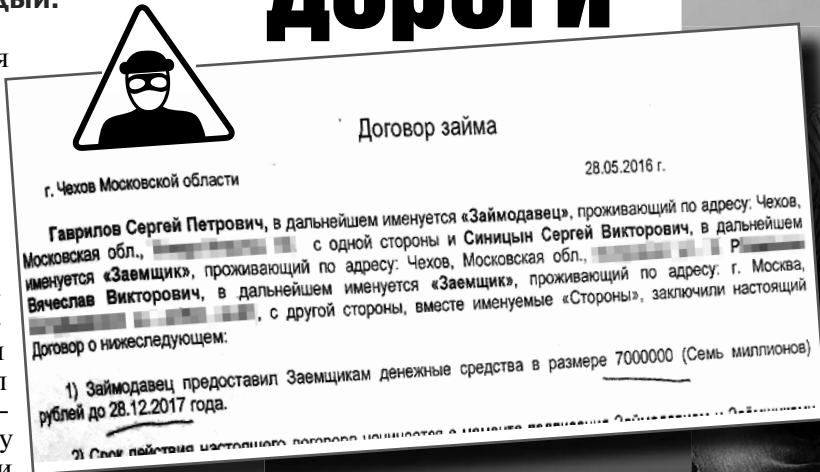 дый.
Дороги
я
Договор займа
г. Чехов Московской области
28.05.2016 г.
Гаврилов Сергей Петрович, в дальнейшем именуется «Займодавец», проживающий по адресу: Чехов,
Московская обл., с одной стороны и Синицын Сергей Викторович, в дальнейшем
именуется «Заемщик», проживающий по адресу: Чехов, Московская обл., Р
Вячеслав Викторович, в дальнейшем именуется «Заемщик», проживающий по адресу: г. Москва,
, с другой стороны, вместе именуемые «Стороны», заключили настоящий
Договор о нижеследующем:
1) Займодавец предоставил Заемщикам денежные средства в размере 7000000 (Семь миллионов)
рублей до 28.12.2017 года.
2) Срок действия настоящего договора начинается с момента подписания Займодавцем и Заёмщиками